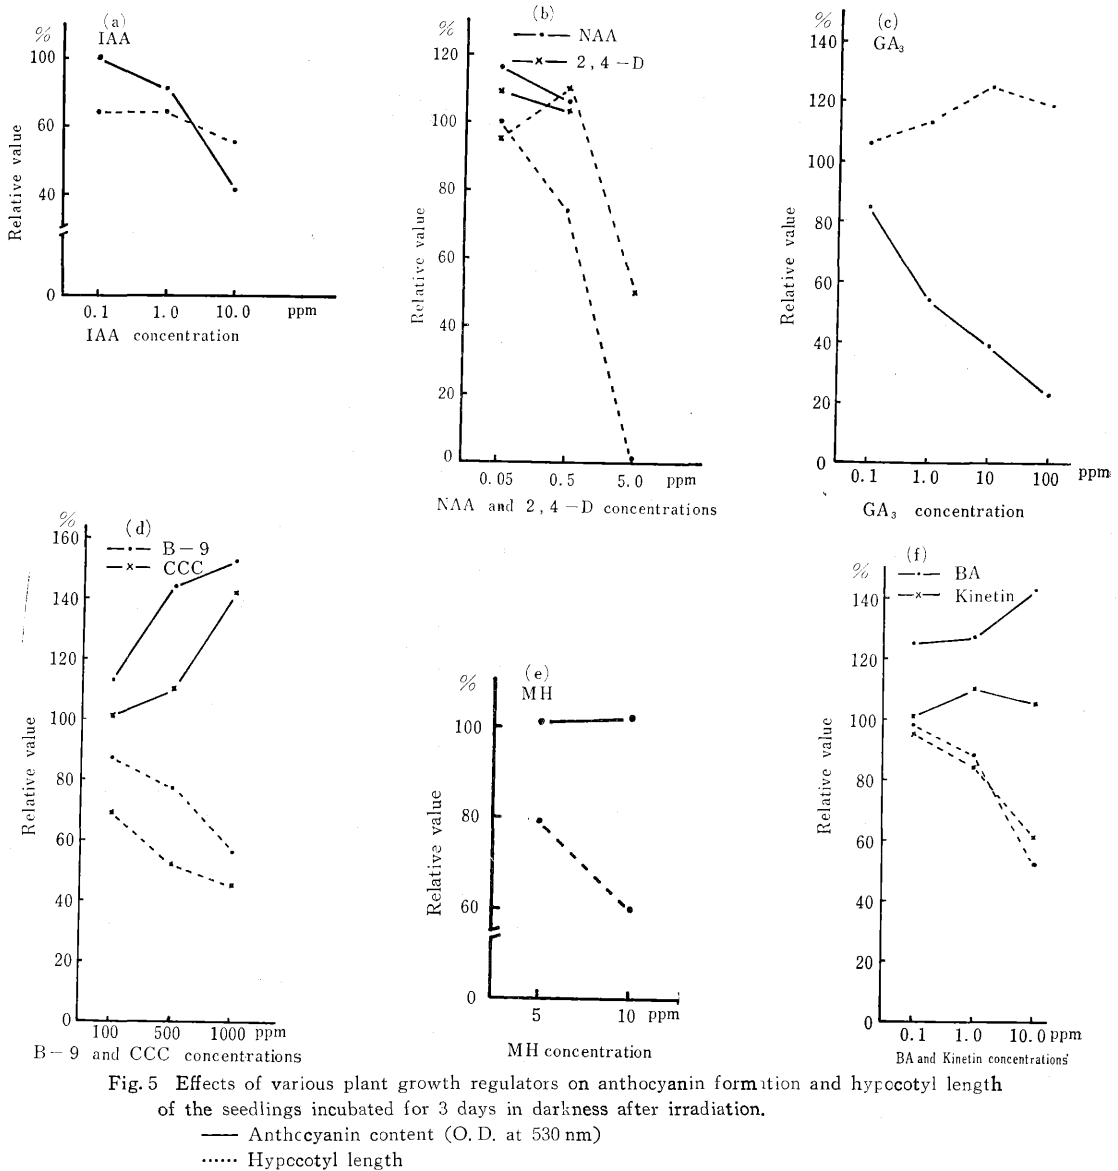 (a)
IAA
%
100
60
40
0
Relative value
0.1 1.0 10.0 ppm
IAA concentration
(b)
NAA
2,4-D
120
100
80
60
40
20
0
Relative value
0.05 0.5 5.0 ppm
NAA and 2,4-D concentrations
% (c)
GA₃
140
120
100
80
60
40
20
0
Relative value
0.1 1.0 10 100 ppm
GA₃ concentration
% (d)
B-9
CCC
160
140
120
100
80
60
40
20
0
Relative value
100 500 1000 ppm
B-9 and CCC concentrations
(e)
% MH
100
80
60
0
Relative value
5 10 ppm
MH concentration
(f)
% BA
Kinetin
140
120
100
80
60
40
20
0
Relative value
0.1 1.0 10.0 ppm
BA and Kinetin concentrations
Fig. 5 Effects of various plant growth regulators on anthocyanin formation and hypocotyl length
of the seedlings incubated for 3 days in darkness after irradiation.
—— Anthocyanin content (O. D. at 530 nm)
...... Hypocotyl length